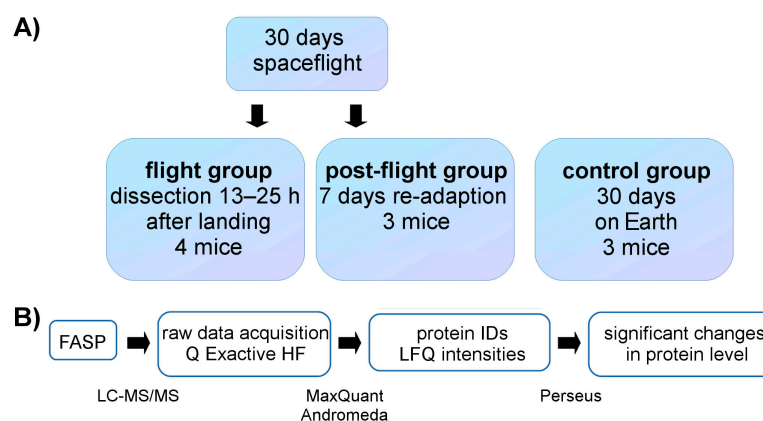 A)
30 days
spaceflight
flight group
dissection 13–25 h
after landing
4 mice
post-flight group
7 days re-adaption
3 mice
control group
30 days
on Earth
3 mice
B)
FASP
raw data acquisition
Q Exactive HF
protein IDs
LFQ intensities
significant changes
in protein level
LC-MS/MS
MaxQuant
Andromeda
Perseus